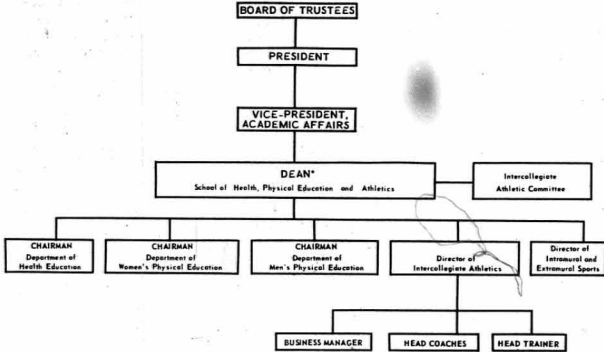 BOARD OF TRUSTEES
PRESIDENT
VICE-PRESIDENT,
ACADEMIC AFFAIRS
DEAN*
School of Health, Physical Education and Athletics
Intercollegiate
Athletic Committee
CHAIRMAN
Department of
Health Education
CHAIRMAN
Department of
Women's Physical Education
CHAIRMAN
Department of
Men's Physical Education
Director of
Intercollegiate Athletics
Director of
Intramural and
Extramural Sports
BUSINESS MANAGER
HEAD COACHES
HEAD TRAINER